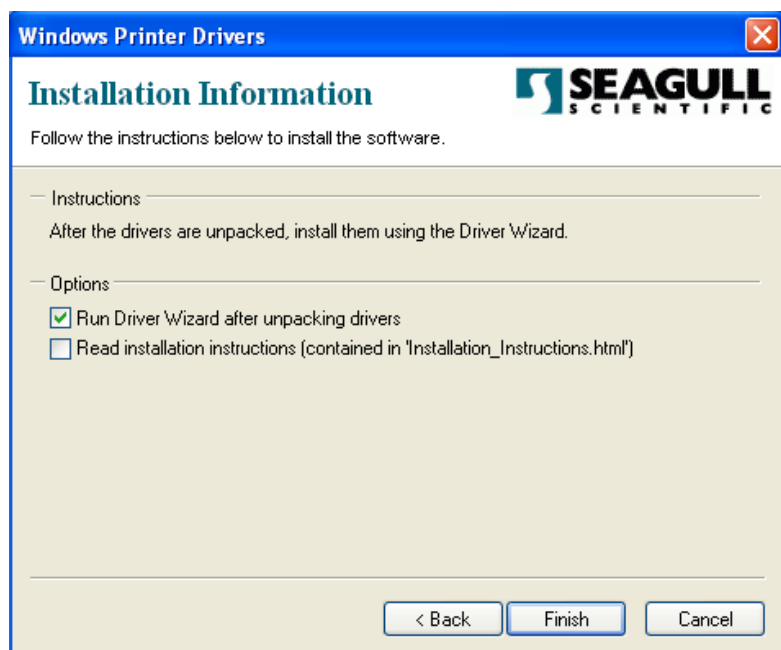 Windows Printer Drivers
Installation Information
SEAGULL
SCIENTIFIC
Follow the instructions below to install the software.
Instructions
After the drivers are unpacked, install them using the Driver Wizard.
Options
Run Driver Wizard after unpacking drivers
Read installation instructions (contained in 'Installation_Instructions.html')
< Back Finish Cancel